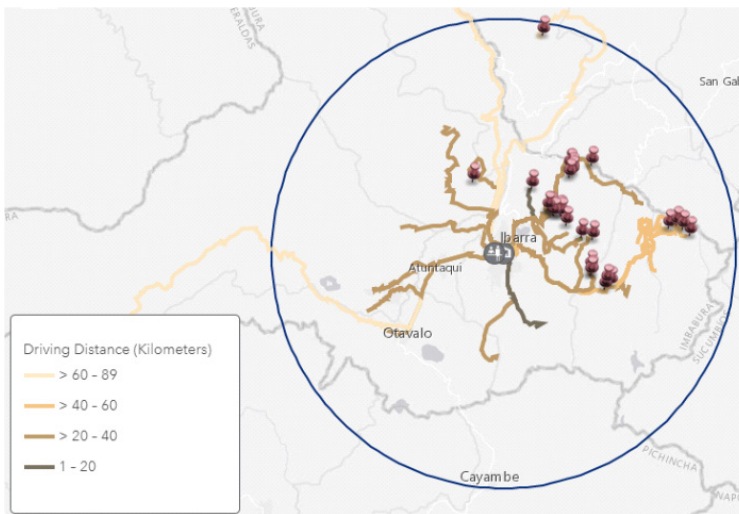 San Gal
Ibarra
Atuntaqui
Otavalo
IMBABURA
SUCUMBIOS
Driving Distance (Kilometers)
> 60 - 89
> 40 - 60
> 20 - 40
1 - 20
PICHINCHA
Cayambe
NAP